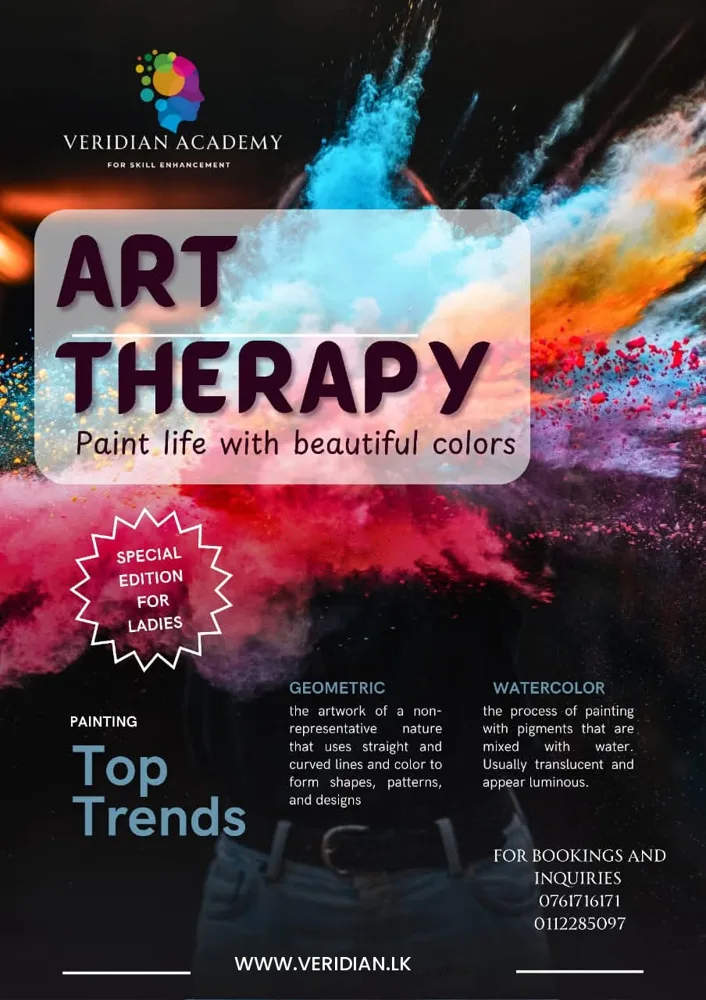 VERIDIAN ACADEMY
FOR SKILL ENHANCEMENT
ART
THERAPY
Paint life with beautiful colors
SPECIAL
EDITION
FOR
LADIES
PAINTING
Top
Trends
GEOMETRIC
the artwork of a non-
representative nature
that uses straight and
curved lines and color to
form shapes, patterns,
and designs
WATERCOLOR
the process of painting
with pigments that are
mixed with water.
Usually translucent and
appear luminous.
FOR BOOKINGS AND
INQUIRIES
0761716171
0112285097
WWW.VERIDIAN.LK